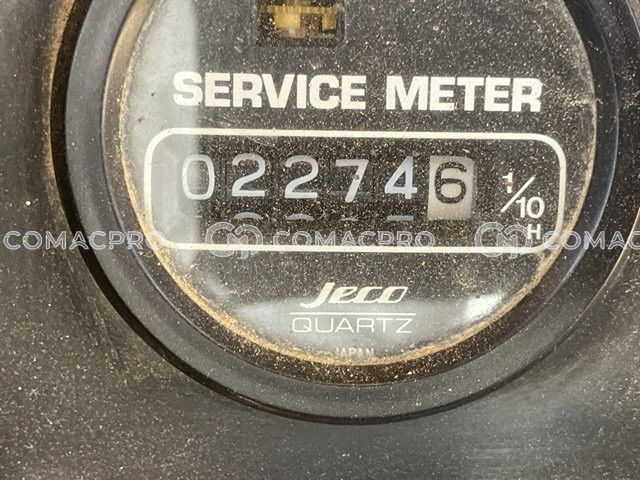 SERVICE METER
022746 1/10
H
COMACPRO COMACPRO COMACPRO
Jeco
QUARTZ
JAPAN